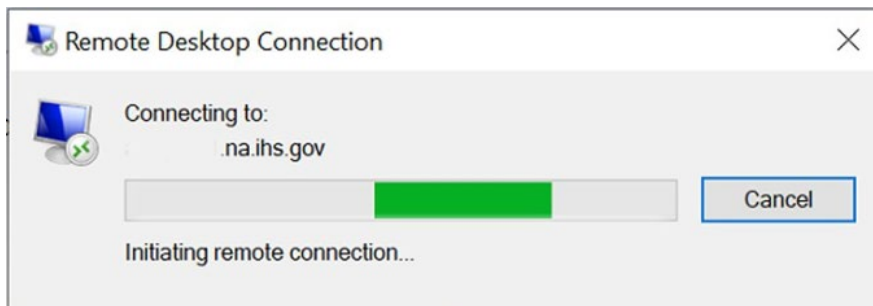 Remote Desktop Connection
Connecting to:
.na.ihs.gov
Cancel
Initiating remote connection...